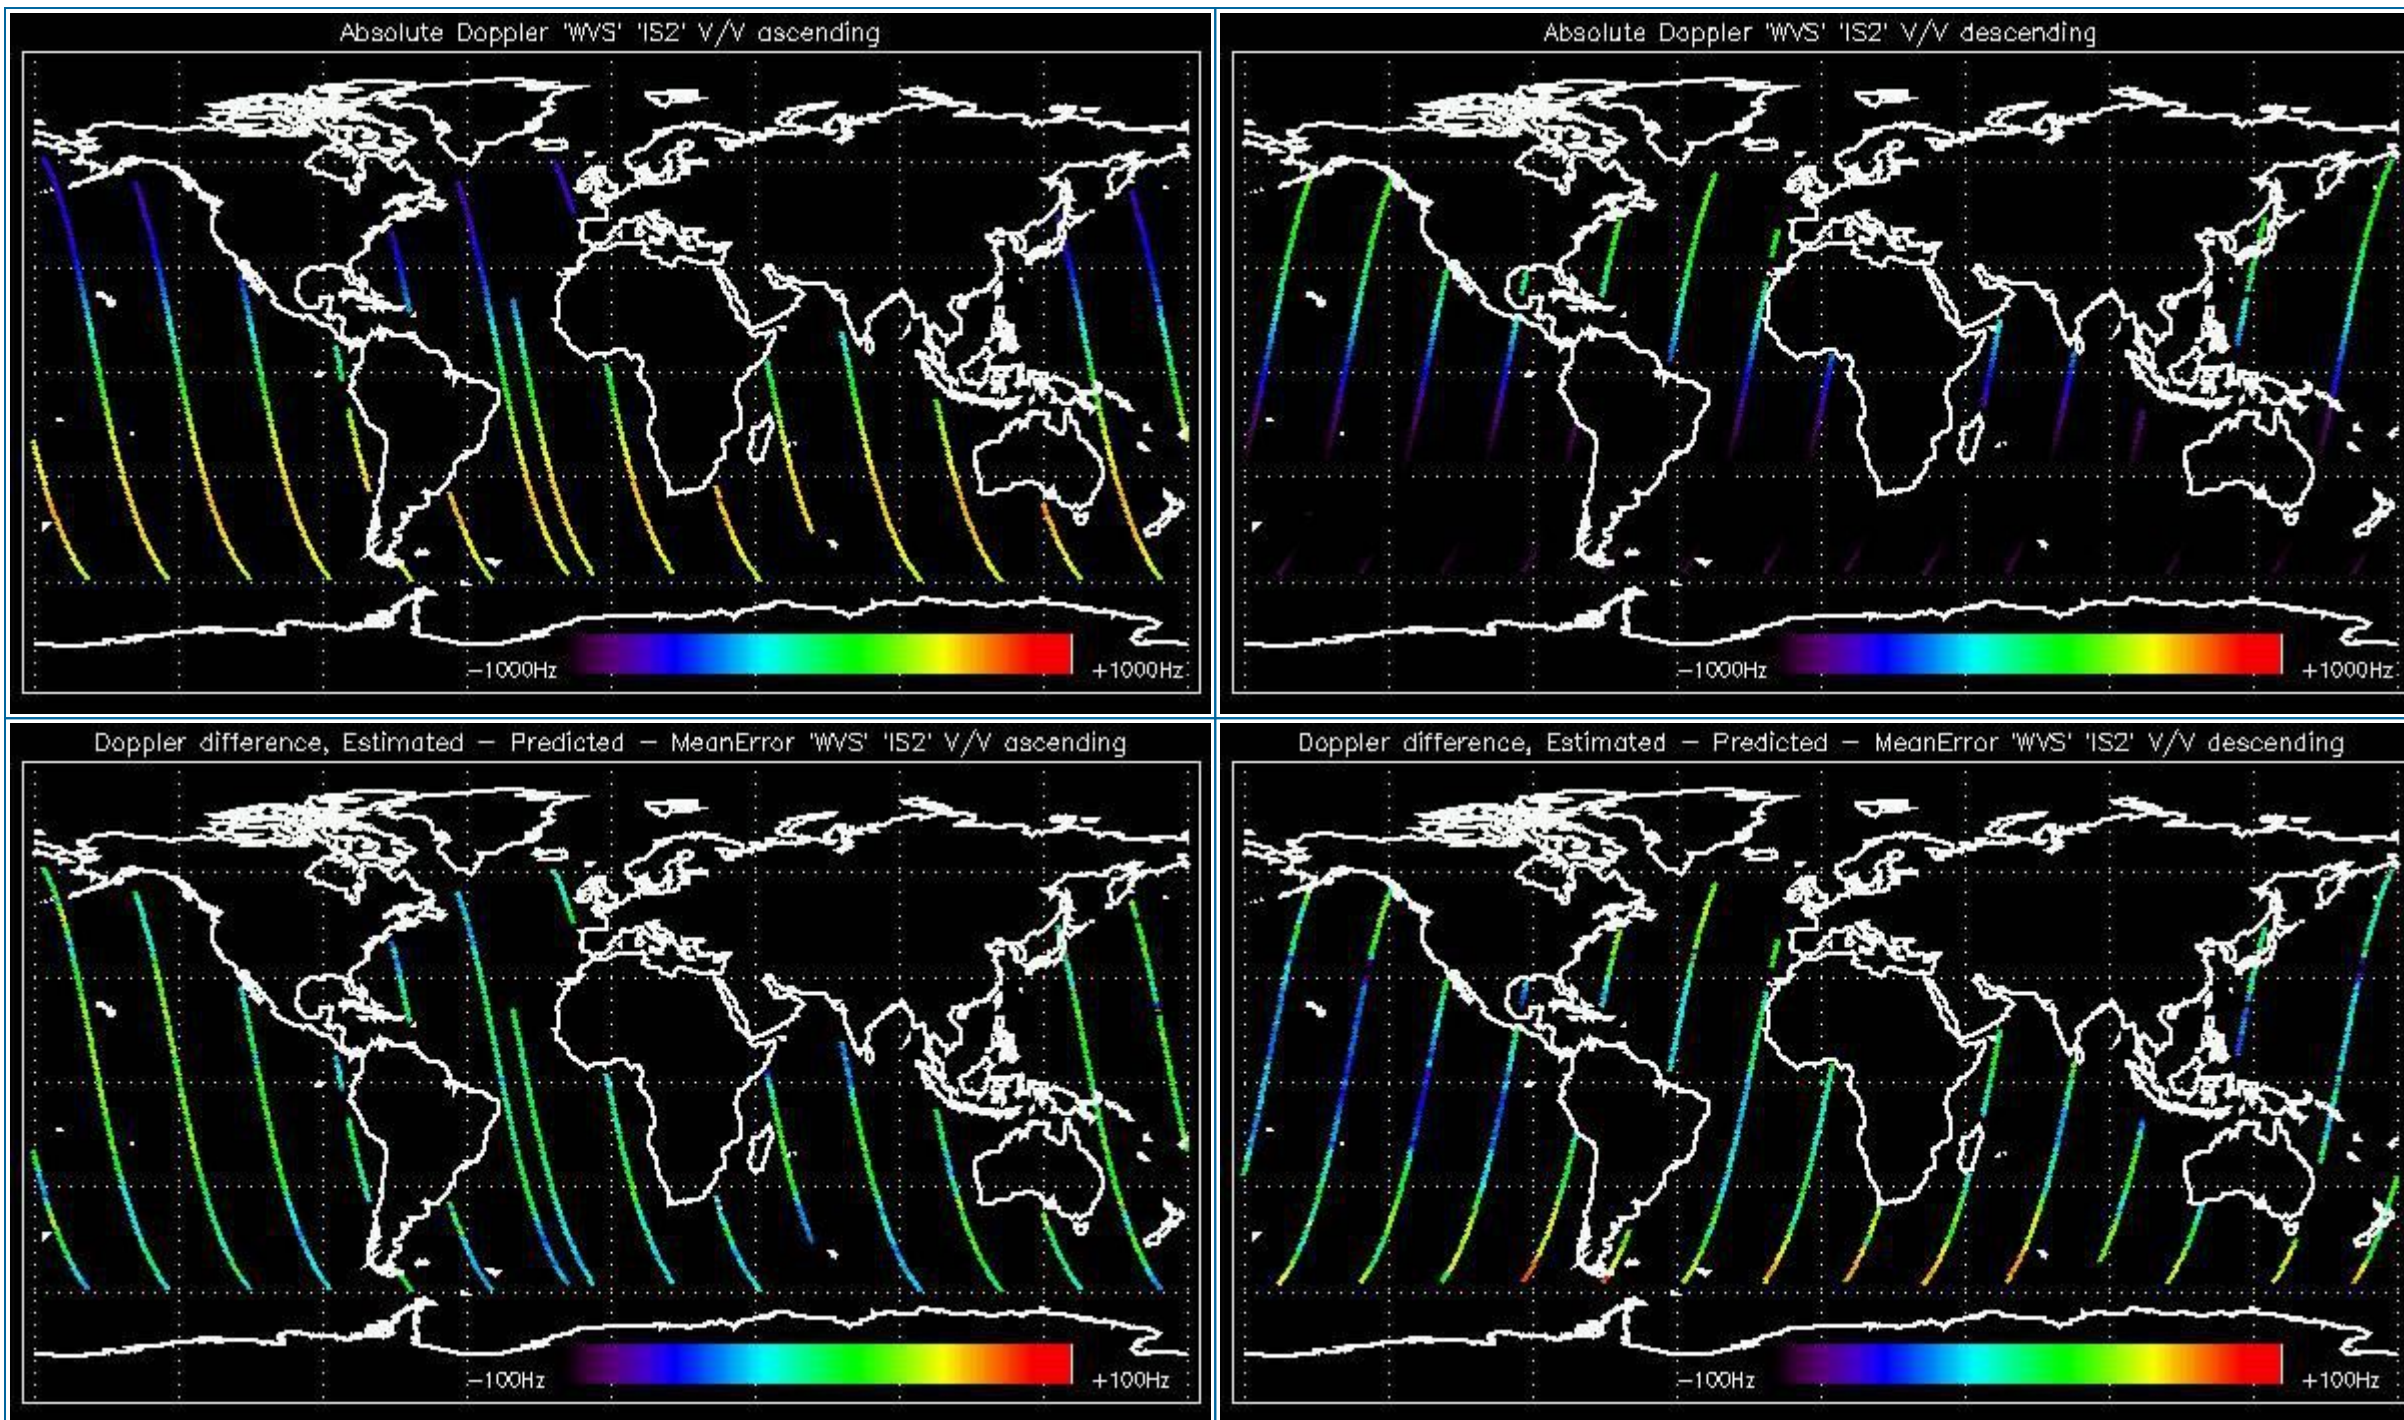 Absolute Doppler 'WVS' 'IS2' V/V ascending
-1000Hz +1000Hz
Absolute Doppler 'WVS' 'IS2' V/V descending
-1000Hz +1000Hz
Doppler difference, Estimated - Predicted - MeanError 'WVS' 'IS2' V/V ascending
-100Hz +100Hz
Doppler difference, Estimated - Predicted - MeanError 'WVS' 'IS2' V/V descending
-100Hz +100Hz